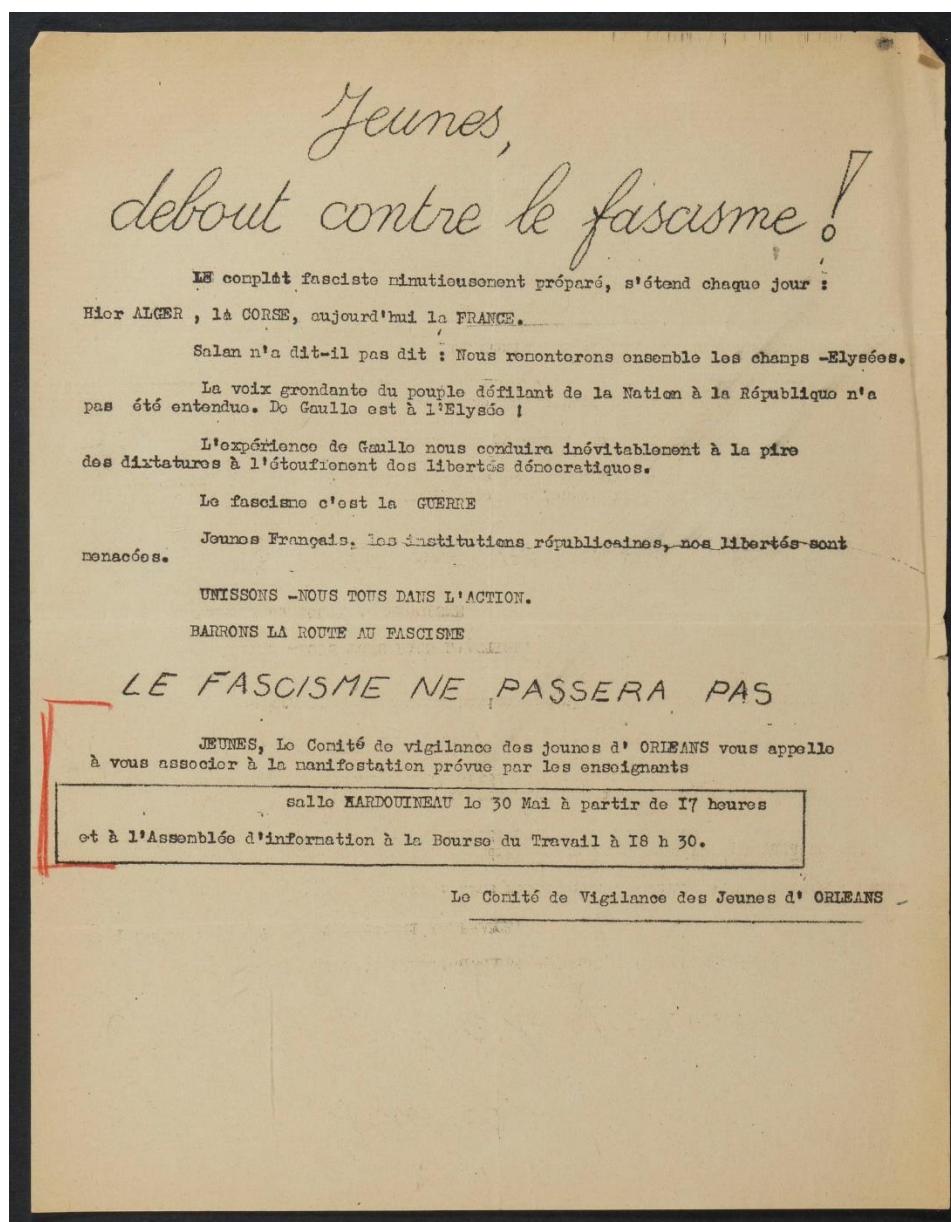 Jeunes,
debout contre le fascisme !
LE complôt fasciste minutieusement préparé, s'étend chaque jour :
Hier ALGER , là CORSE, aujourd'hui la FRANCE.
Salan n'a dit-il pas dit : Nous remonterons ensemble les champs -Elysées.
La voix grondante du peuple défilant de la Nation à la République n'a
pas été entendue. De Gaulle est à l'Elysée !
L'expérience de Gaulle nous conduira inévitablement à la pire
des dixtatures à l'étouffement des libertés démocratiques.
Le fascisme c'est la GUERRE
Jeunes Français, les institutions républicaines, nos libertés sont
menacées.
UNISSONS -NOUS TOUS DANS L'ACTION.
BARRONS LA ROUTE AU FASCISME
LE FASCISME NE PASSERA PAS
JEUNES, Le Comité de vigilance des jeunes d' ORLEANS vous appelle
à vous associer à la manifestation prévue par les enseignants
salle HARDOUINEAU le 30 Mai à partir de I7 heures
et à l'Assemblée d'information à la Bourse du Travail à I8 h 30.
Le Comité de Vigilance des Jeunes d' ORLEANS